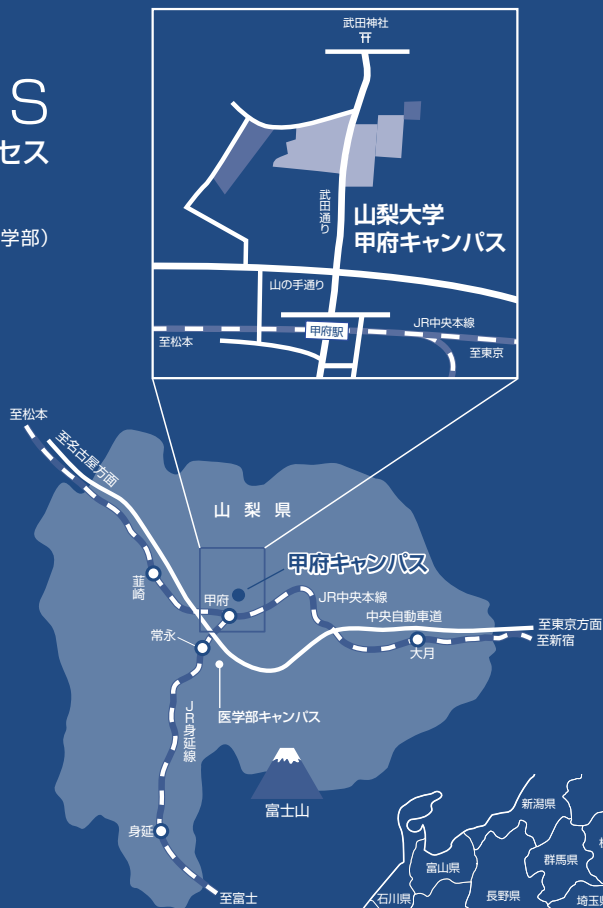 S
セス
学部）
武田神社
武田通り
山梨大学
甲府キャンパス
山の手通り
甲府駅
JR中央本線
至松本
至東京
至松本
至名古屋方面
山梨県
甲府キャンパス
韮崎
甲府
JR中央本線
中央自動車道
至東京方面
至新宿
常永
大月
医学部キャンパス
JR身延線
富士山
身延
至富士
新潟県
富山県
群馬県
石川県
長野県
埼玉県